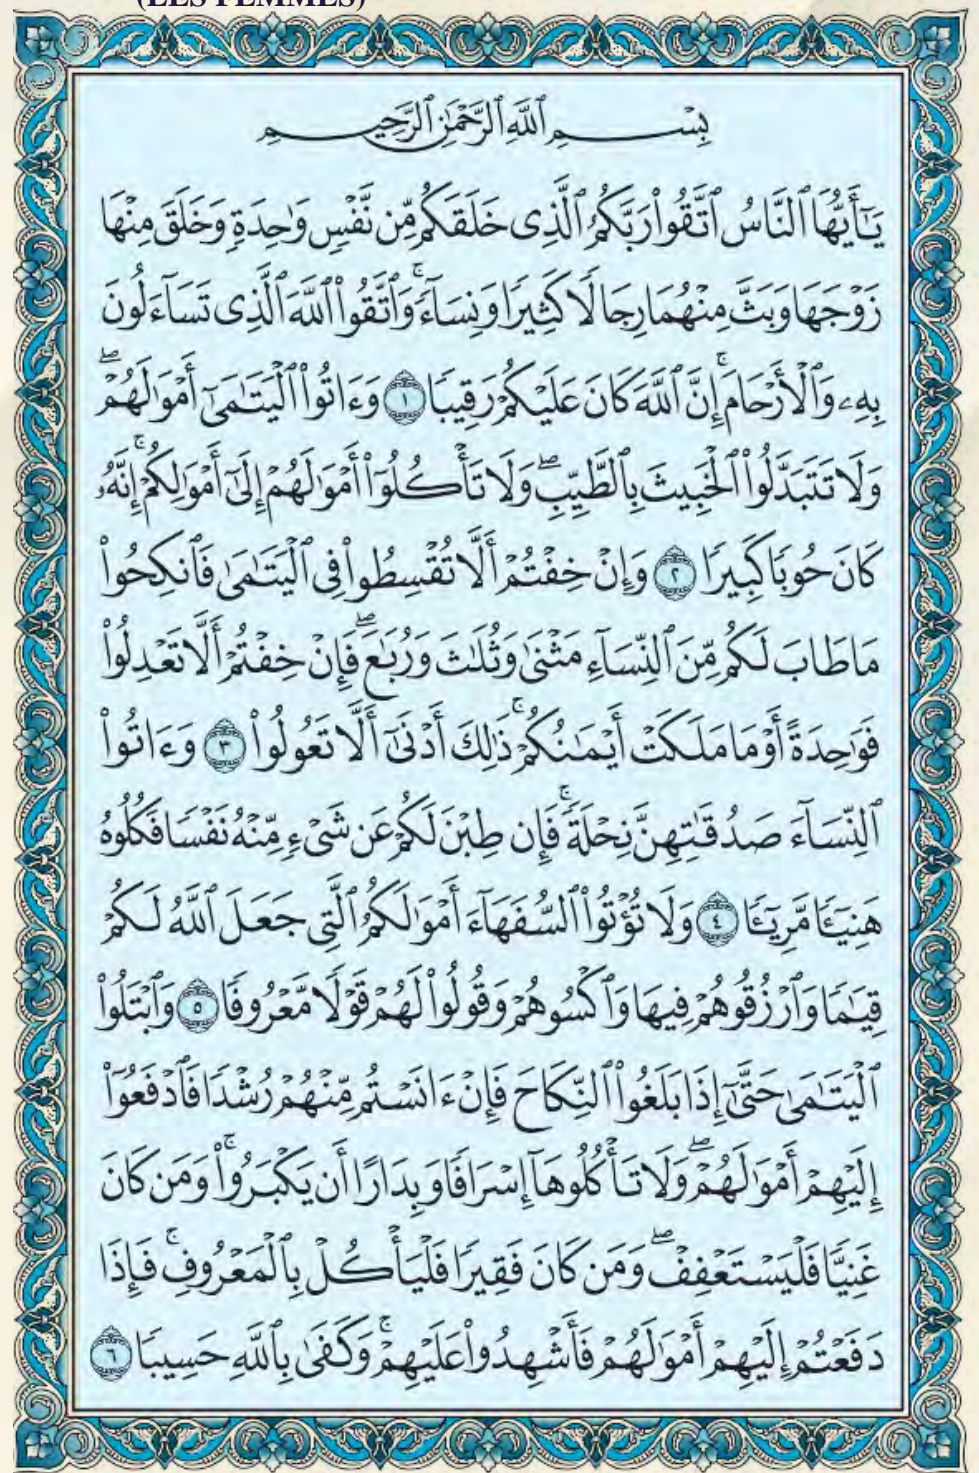 (LES FEMMES)
بِسْمِ ٱللَّهِ ٱلرَّحْمَٰنِ ٱلرَّحِيمِ
يَٰٓأَيُّهَا ٱلنَّاسُ ٱتَّقُوا۟ رَبَّكُمُ ٱلَّذِى خَلَقَكُم مِّن نَّفْسٍ وَٰحِدَةٍ وَخَلَقَ مِنْهَا
زَوْجَهَا وَبَثَّ مِنْهُمَا رِجَالًا كَثِيرًا وَنِسَآءً ۚ وَٱتَّقُوا۟ ٱللَّهَ ٱلَّذِى تَسَآءَلُونَ
بِهِۦ وَٱلْأَرْحَامَ ۚ إِنَّ ٱللَّهَ كَانَ عَلَيْكُمْ رَقِيبًا ١ وَءَاتُوا۟ ٱلْيَتَٰمَىٰٓ أَمْوَٰلَهُمْ ۖ
وَلَا تَتَبَدَّلُوا۟ ٱلْخَبِيثَ بِٱلطَّيِّبِ ۖ وَلَا تَأْكُلُوٓا۟ أَمْوَٰلَهُمْ إِلَىٰٓ أَمْوَٰلِكُمْ ۚ إِنَّهُۥ
كَانَ حُوبًا كَبِيرًا ٢ وَإِنْ خِفْتُمْ أَلَّا تُقْسِطُوا۟ فِى ٱلْيَتَٰمَىٰ فَٱنكِحُوا۟
مَا طَابَ لَكُم مِّنَ ٱلنِّسَآءِ مَثْنَىٰ وَثُلَٰثَ وَرُبَٰعَ ۖ فَإِنْ خِفْتُمْ أَلَّا تَعْدِلُوا۟
فَوَٰحِدَةً أَوْ مَا مَلَكَتْ أَيْمَٰنُكُمْ ۚ ذَٰلِكَ أَدْنَىٰٓ أَلَّا تَعُولُوا۟ ٣ وَءَاتُوا۟
ٱلنِّسَآءَ صَدُقَٰتِهِنَّ نِحْلَةً ۚ فَإِن طِبْنَ لَكُمْ عَن شَىْءٍ مِّنْهُ نَفْسًا فَكُلُوهُ
هَنِيٓـًٔا مَّرِيٓـًٔا ٤ وَلَا تُؤْتُوا۟ ٱلسُّفَهَآءَ أَمْوَٰلَكُمُ ٱلَّتِى جَعَلَ ٱللَّهُ لَكُمْ
قِيَٰمًا وَٱرْزُقُوهُمْ فِيهَا وَٱكْسُوهُمْ وَقُولُوا۟ لَهُمْ قَوْلًا مَّعْرُوفًا ٥ وَٱبْتَلُوا۟
ٱلْيَتَٰمَىٰ حَتَّىٰٓ إِذَا بَلَغُوا۟ ٱلنِّكَاحَ فَإِنْ ءَانَسْتُم مِّنْهُمْ رُشْدًا فَٱدْفَعُوٓا۟
إِلَيْهِمْ أَمْوَٰلَهُمْ ۖ وَلَا تَأْكُلُوهَآ إِسْرَافًا وَبِدَارًا أَن يَكْبَرُوا۟ ۚ وَمَن كَانَ
غَنِيًّا فَلْيَسْتَعْفِفْ ۖ وَمَن كَانَ فَقِيرًا فَلْيَأْكُلْ بِٱلْمَعْرُوفِ ۚ فَإِذَا
دَفَعْتُمْ إِلَيْهِمْ أَمْوَٰلَهُمْ فَأَشْهِدُوا۟ عَلَيْهِمْ ۚ وَكَفَىٰ بِٱللَّهِ حَسِيبًا ٦